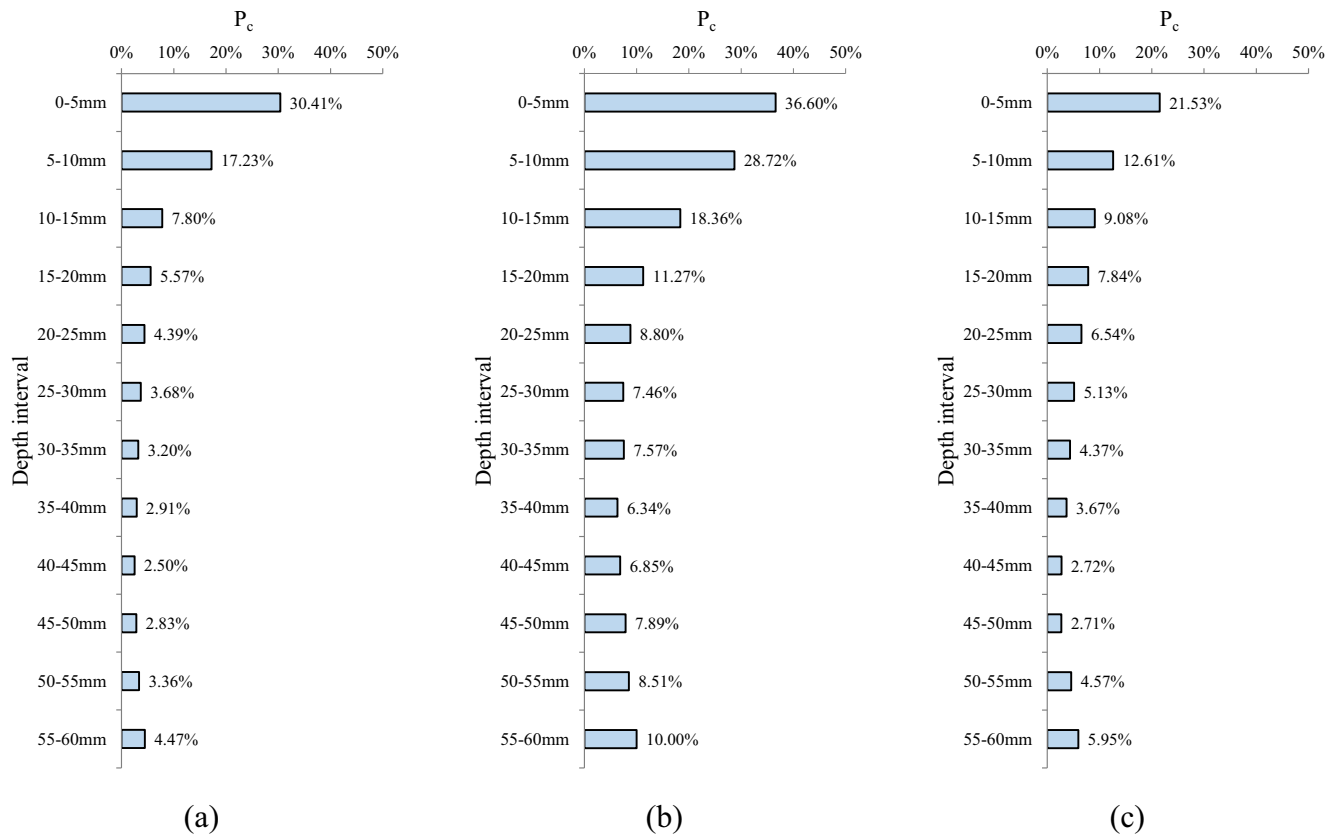 P_c
0% 10% 20% 30% 40% 50%
0-5mm 30.41%
5-10mm 17.23%
10-15mm 7.80%
15-20mm 5.57%
20-25mm 4.39%
25-30mm 3.68%
30-35mm 3.20%
35-40mm 2.91%
40-45mm 2.50%
45-50mm 2.83%
50-55mm 3.36%
55-60mm 4.47%
Depth interval
(a)
P_c
0% 10% 20% 30% 40% 50%
0-5mm 36.60%
5-10mm 28.72%
10-15mm 18.36%
15-20mm 11.27%
20-25mm 8.80%
25-30mm 7.46%
30-35mm 7.57%
35-40mm 6.34%
40-45mm 6.85%
45-50mm 7.89%
50-55mm 8.51%
55-60mm 10.00%
Depth interval
(b)
P_c
0% 10% 20% 30% 40% 50%
0-5mm 21.53%
5-10mm 12.61%
10-15mm 9.08%
15-20mm 7.84%
20-25mm 6.54%
25-30mm 5.13%
30-35mm 4.37%
35-40mm 3.67%
40-45mm 2.72%
45-50mm 2.71%
50-55mm 4.57%
55-60mm 5.95%
Depth interval
(c)